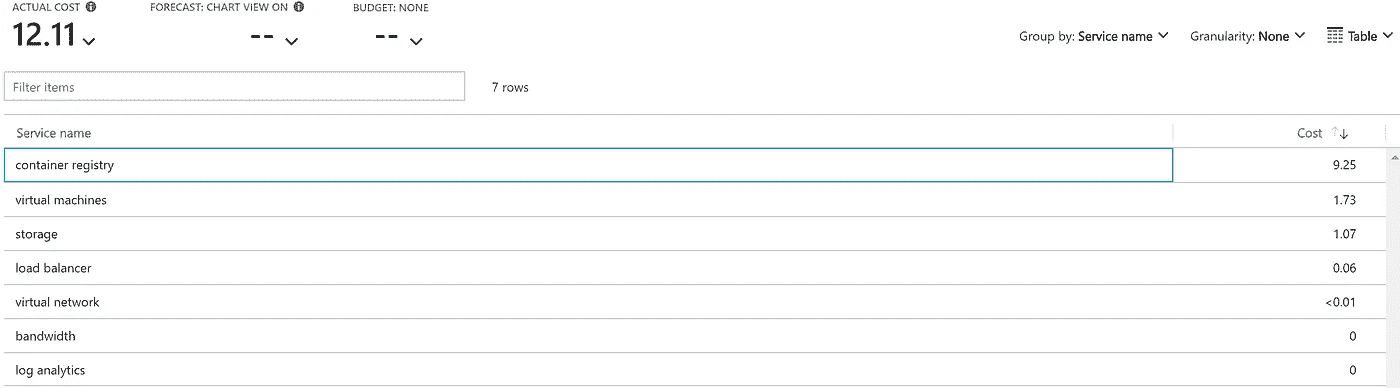 ACTUAL COST FORECAST: CHART VIEW ON BUDGET: NONE
12.11 -- --
Group by: Service name Granularity: None Table
Filter items 7 rows
Service name Cost
container registry 9.25
virtual machines 1.73
storage 1.07
load balancer 0.06
virtual network <0.01
bandwidth 0
log analytics 0